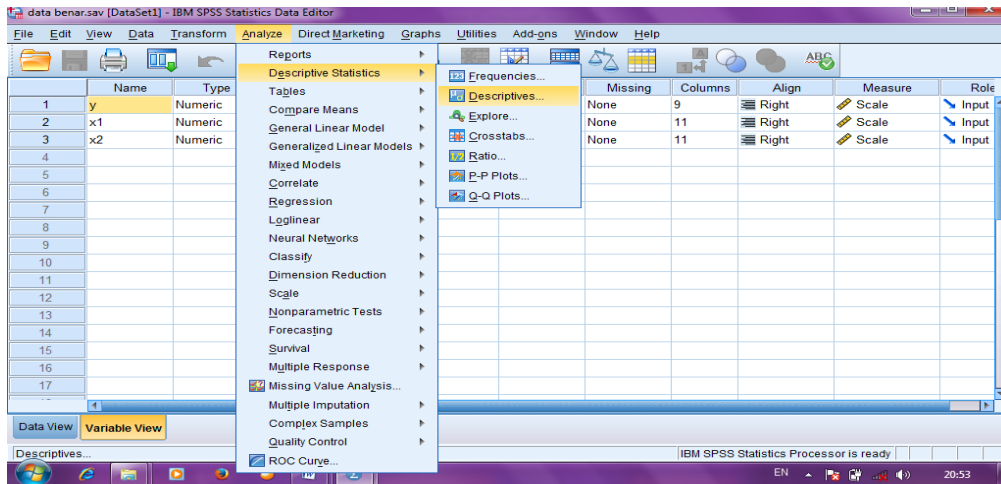 data benar.sav [DataSet1] - IBM SPSS Statistics Data Editor
File Edit View Data Transform Analyze Direct Marketing Graphs Utilities Add-ons Window Help
Name Type Missing Columns Align Measure Role
1 y Numeric None 9 Right Scale Input
2 x1 Numeric None 11 Right Scale Input
3 x2 Numeric None 11 Right Scale Input
4
5
6
7
8
9
10
11
12
13
14
15
16
17
Reports
Descriptive Statistics
Tables
Compare Means
General Linear Model
Generalized Linear Models
Mixed Models
Correlate
Regression
Loglinear
Neural Networks
Classify
Dimension Reduction
Scale
Nonparametric Tests
Forecasting
Survival
Multiple Response
Missing Value Analysis...
Multiple Imputation
Complex Samples
Quality Control
ROC Curve...
Frequencies...
Descriptives...
Explore...
Crosstabs...
Ratio...
P-P Plots...
Q-Q Plots...
Data View Variable View
Descriptives... IBM SPSS Statistics Processor is ready
EN 20:53